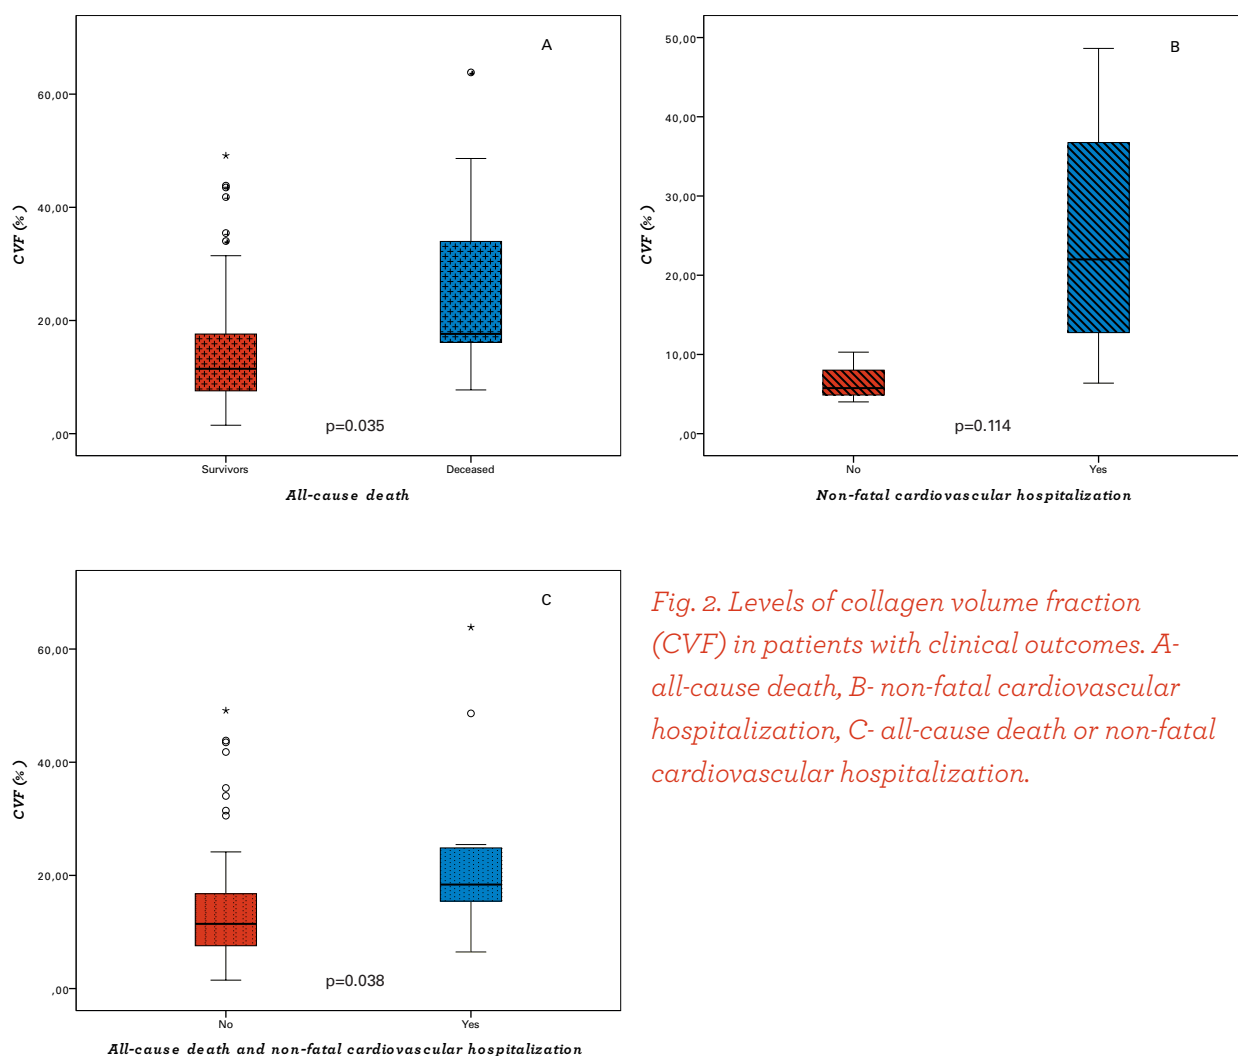 A
60,00
40,00
20,00
,00
CVF (%)
p=0.035
Survivors
Deceased
All-cause death
B
50,00
40,00
30,00
20,00
10,00
,00
CVF (%)
p=0.114
No
Yes
Non-fatal cardiovascular hospitalization
C
60,00
40,00
20,00
,00
CVF (%)
p=0.038
No
Yes
All-cause death and non-fatal cardiovascular hospitalization
Fig. 2. Levels of collagen volume fraction
(CVF) in patients with clinical outcomes. A-
all-cause death, B- non-fatal cardiovascular
hospitalization, C- all-cause death or non-fatal
cardiovascular hospitalization.